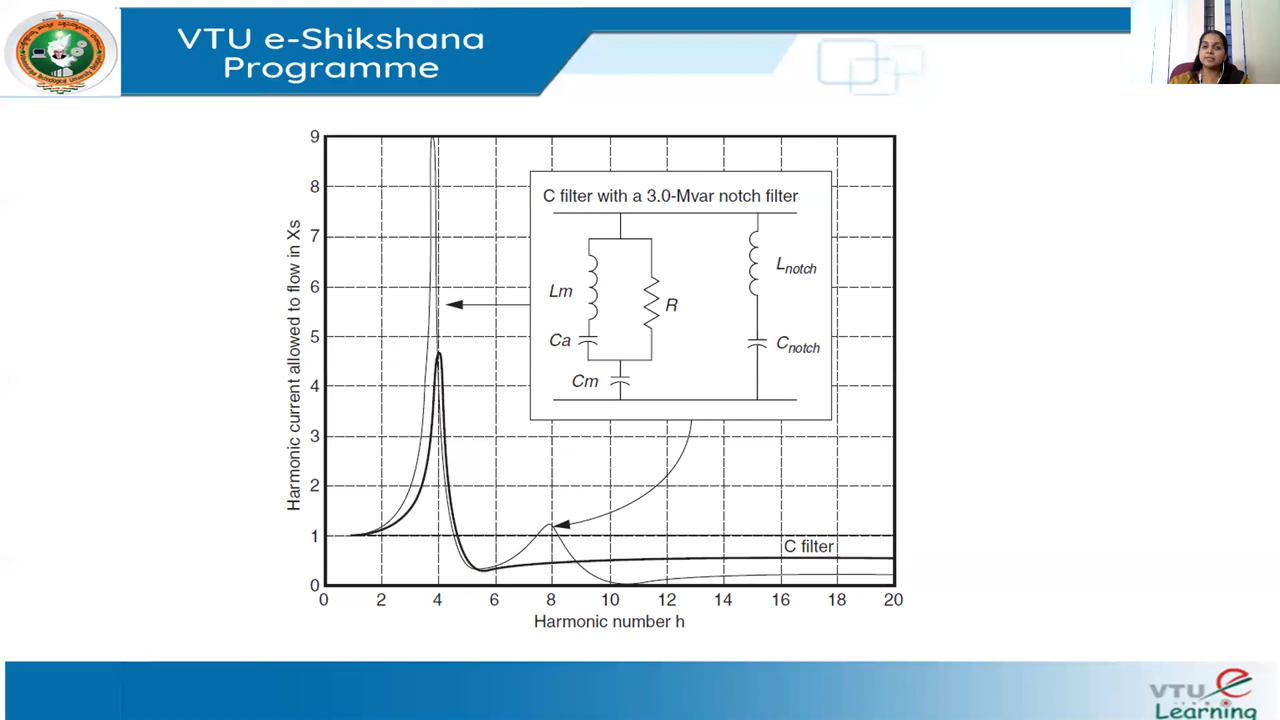 VTU e-Shikshana
Programme
Harmonic current allowed to flow in Xs
9
8
7
6
5
4
3
2
1
0
C filter with a 3.0-Mvar notch filter
Lm
R
Ca
Cm
Lnotch
Cnotch
C filter
0 2 4 6 8 10 12 14 16 18 20
Harmonic number h
VTU e
Learning